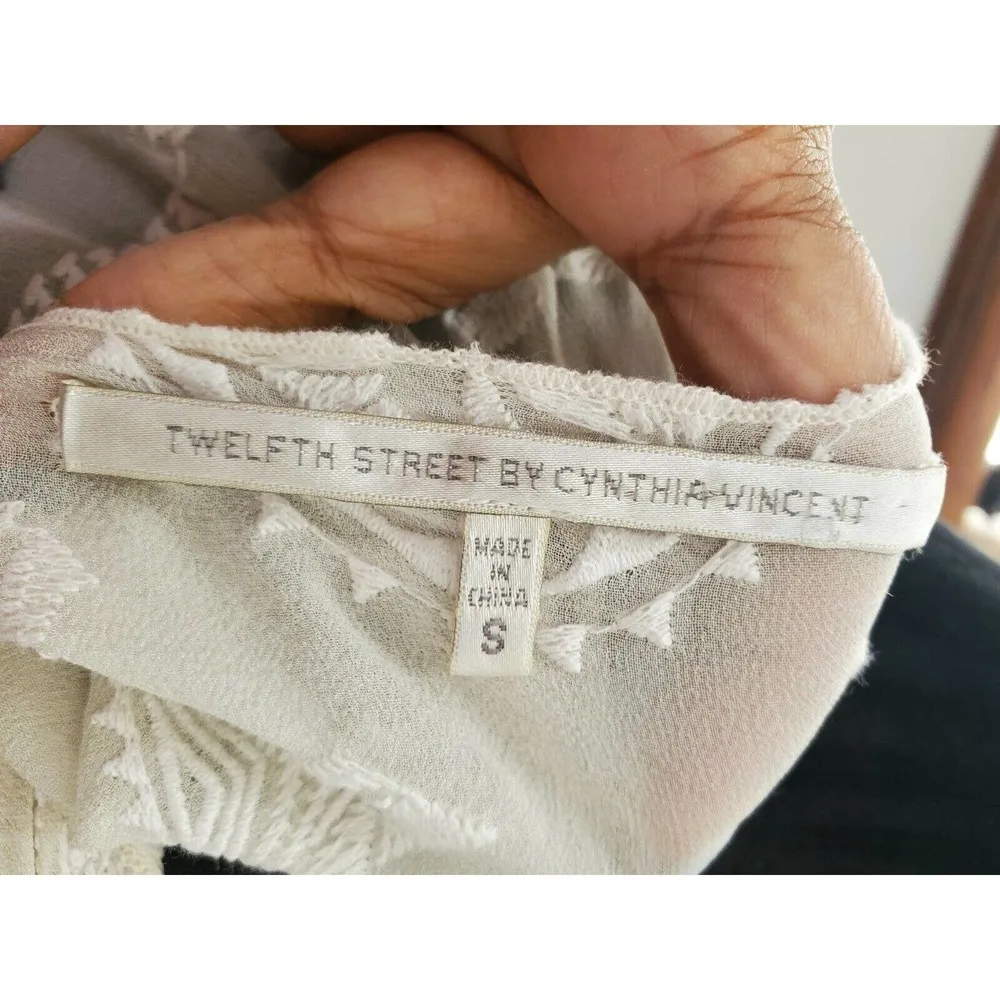 TWELFTH STREET BY CYNTHIA VINCENT
MADE
IN
CHINA
S